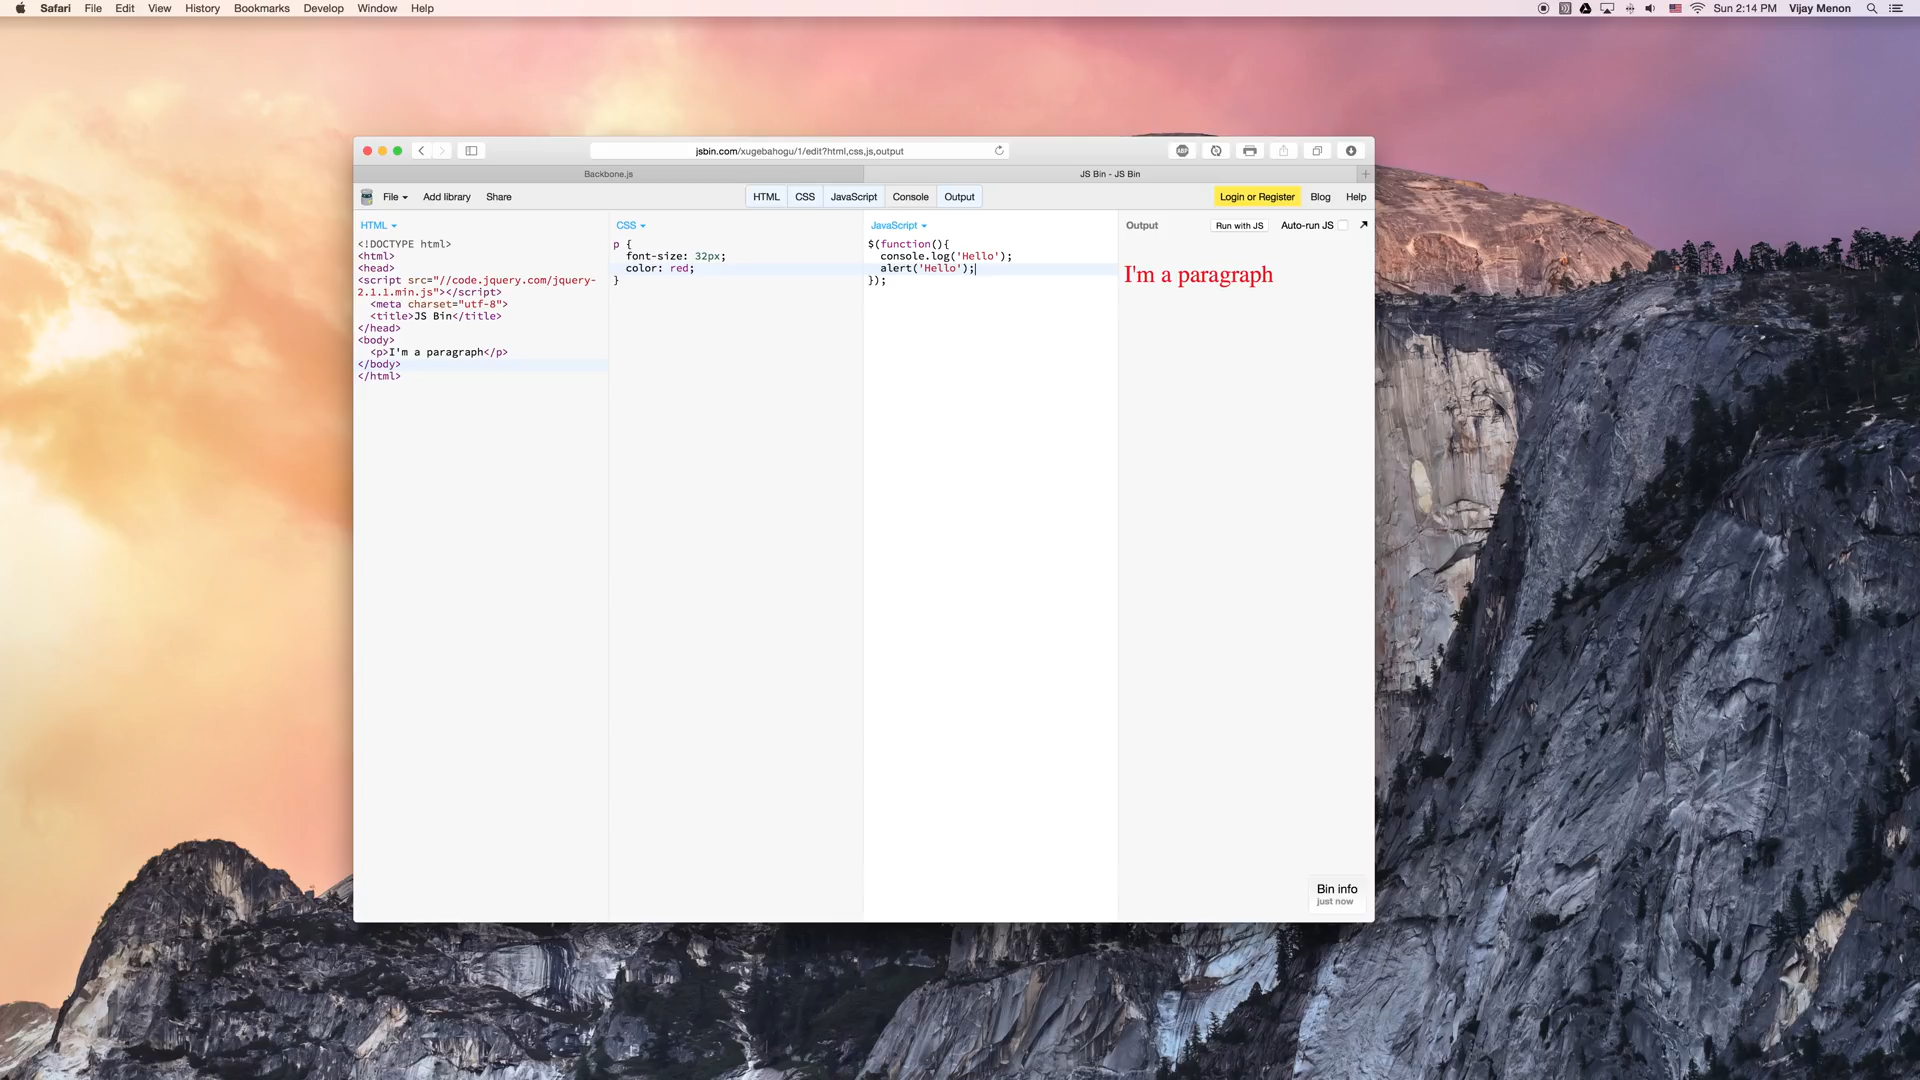 Safari File Edit View History Bookmarks Develop Window Help Sun 2:14 PM Vijay Menon
jsbin.com/xugebahogu/1/edit?html,css,js,output ABP
Backbone.js JS Bin - JS Bin
File Add library Share HTML CSS JavaScript Console Output Login or Register Blog Help
HTML
<!DOCTYPE html>
<html>
<head>
<script src="//code.jquery.com/jquery-
2.1.1.min.js"></script>
<meta charset="utf-8">
<title>JS Bin</title>
</head>
<body>
<p>I'm a paragraph</p>
</body>
</html>
CSS
p {
font-size: 32px;
color: red;
}
JavaScript
$(function(){
console.log('Hello');
alert('Hello');
});
Output Run with JS Auto-run JS
I'm a paragraph
Bin info
just now